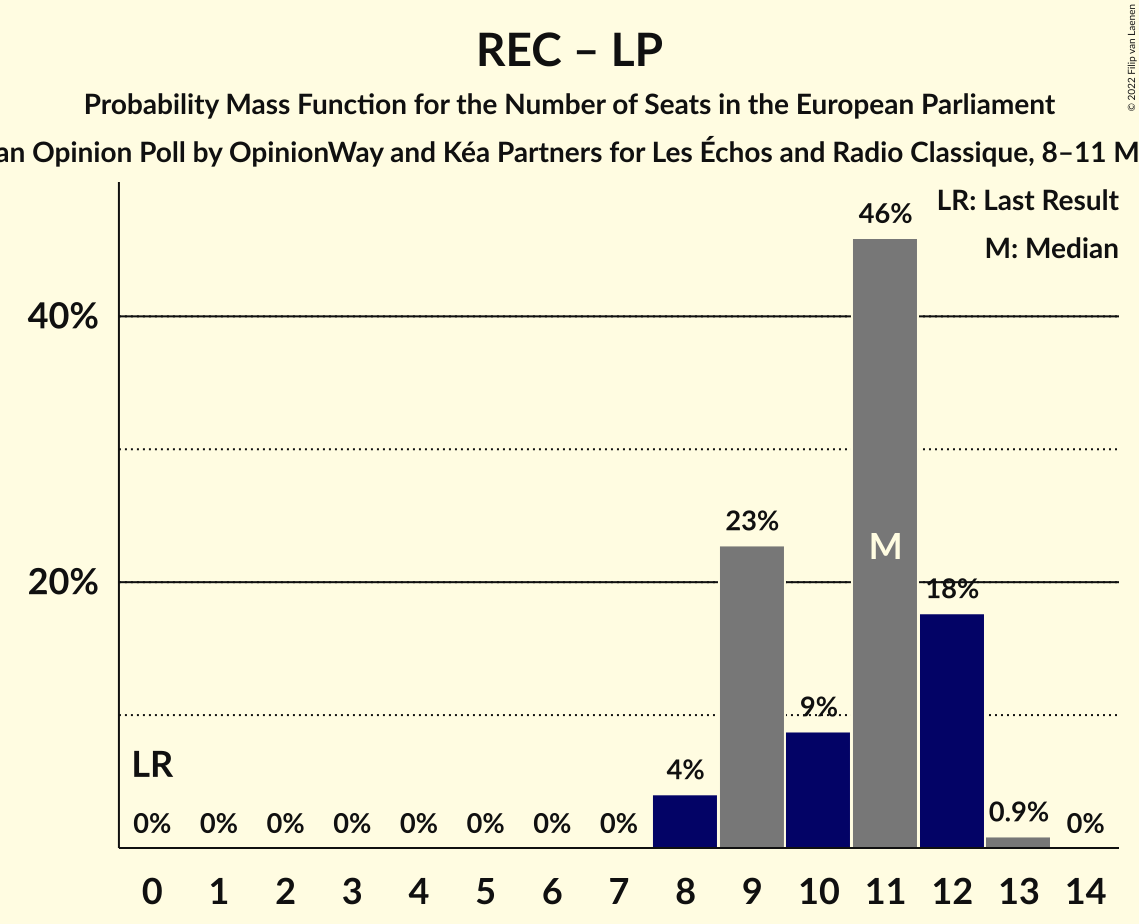 REC – LP
Probability Mass Function for the Number of Seats in the European Parliament
an Opinion Poll by OpinionWay and Kéa Partners for Les Échos and Radio Classique, 8–11 M
© 2022 Filip van Laenen
LR: Last Result
M: Median
46%
40%
23%
M
20%
18%
9%
LR
4%
0% 0% 0% 0% 0% 0% 0% 0% 0.9% 0%
0 1 2 3 4 5 6 7 8 9 10 11 12 13 14